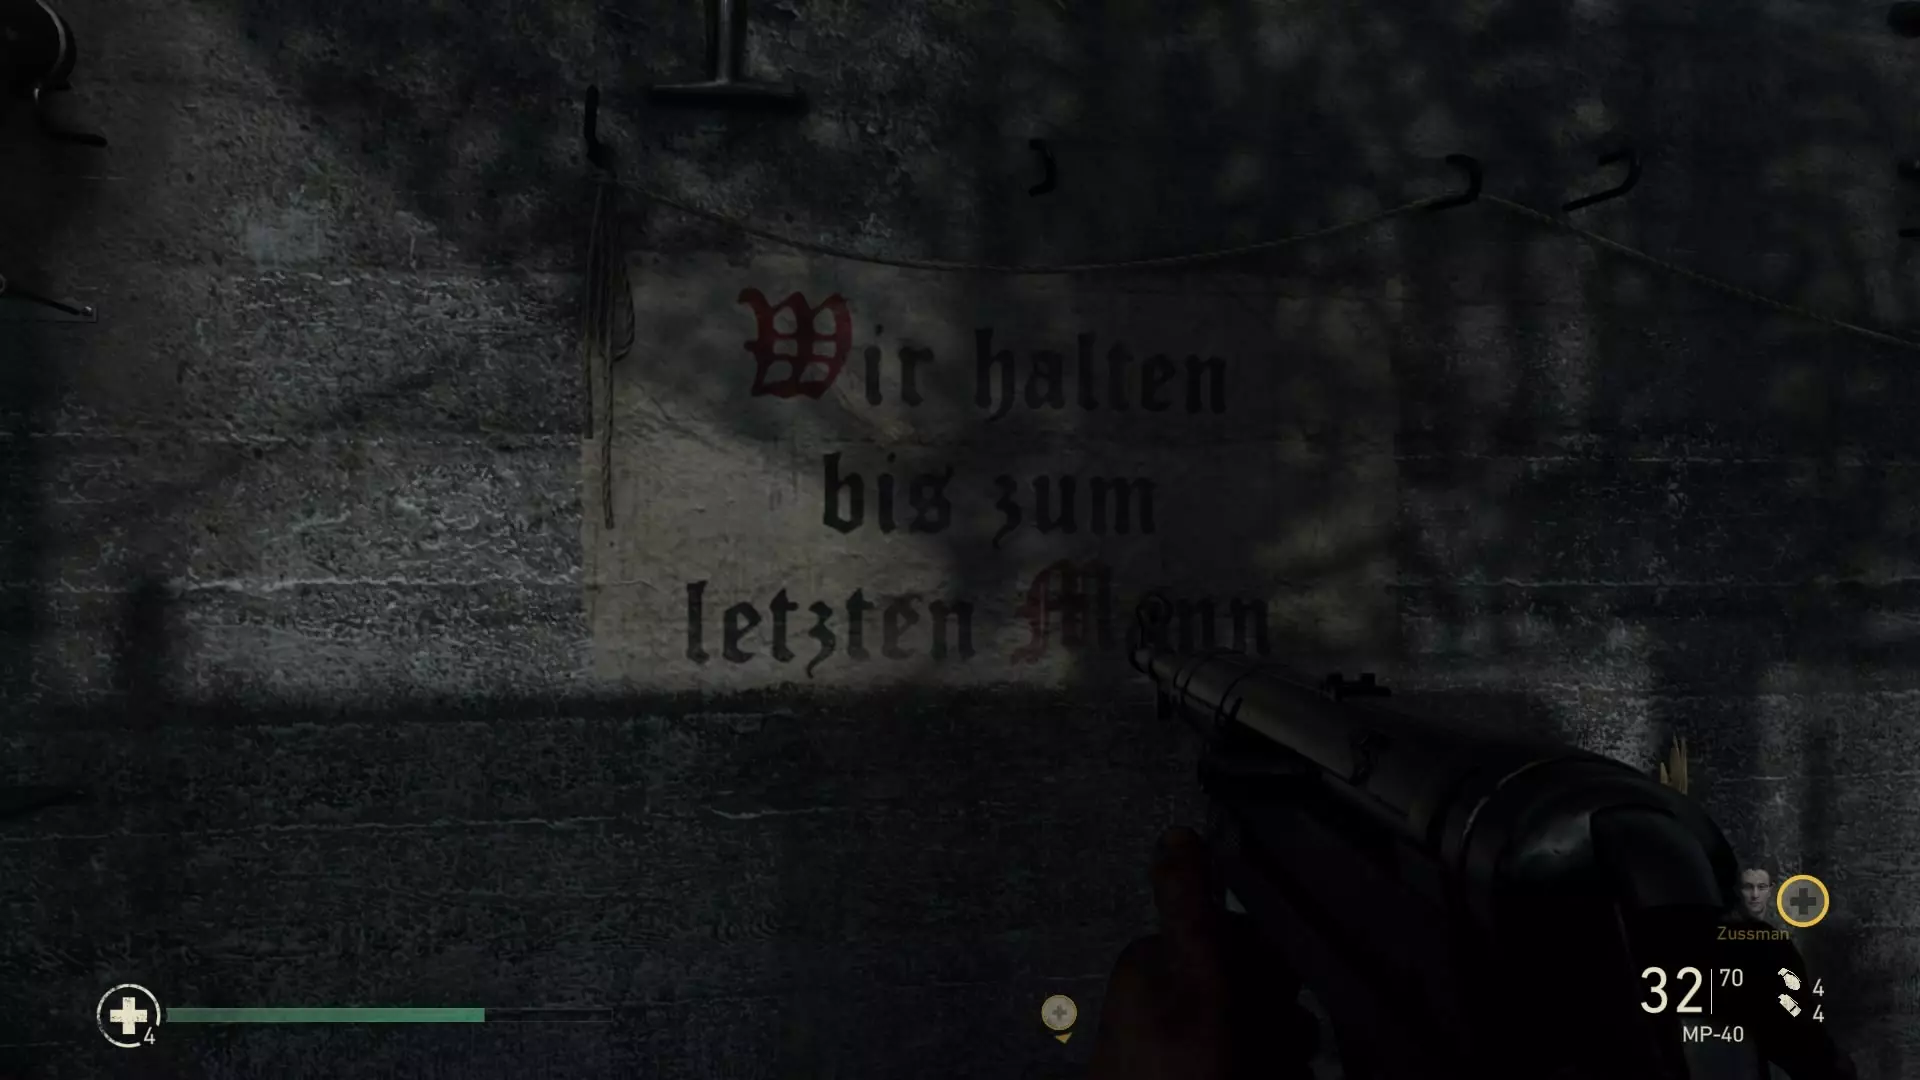 Wir halten
bis zum
letzten Mann
Zussman
32 70
4
4
MP-40
4